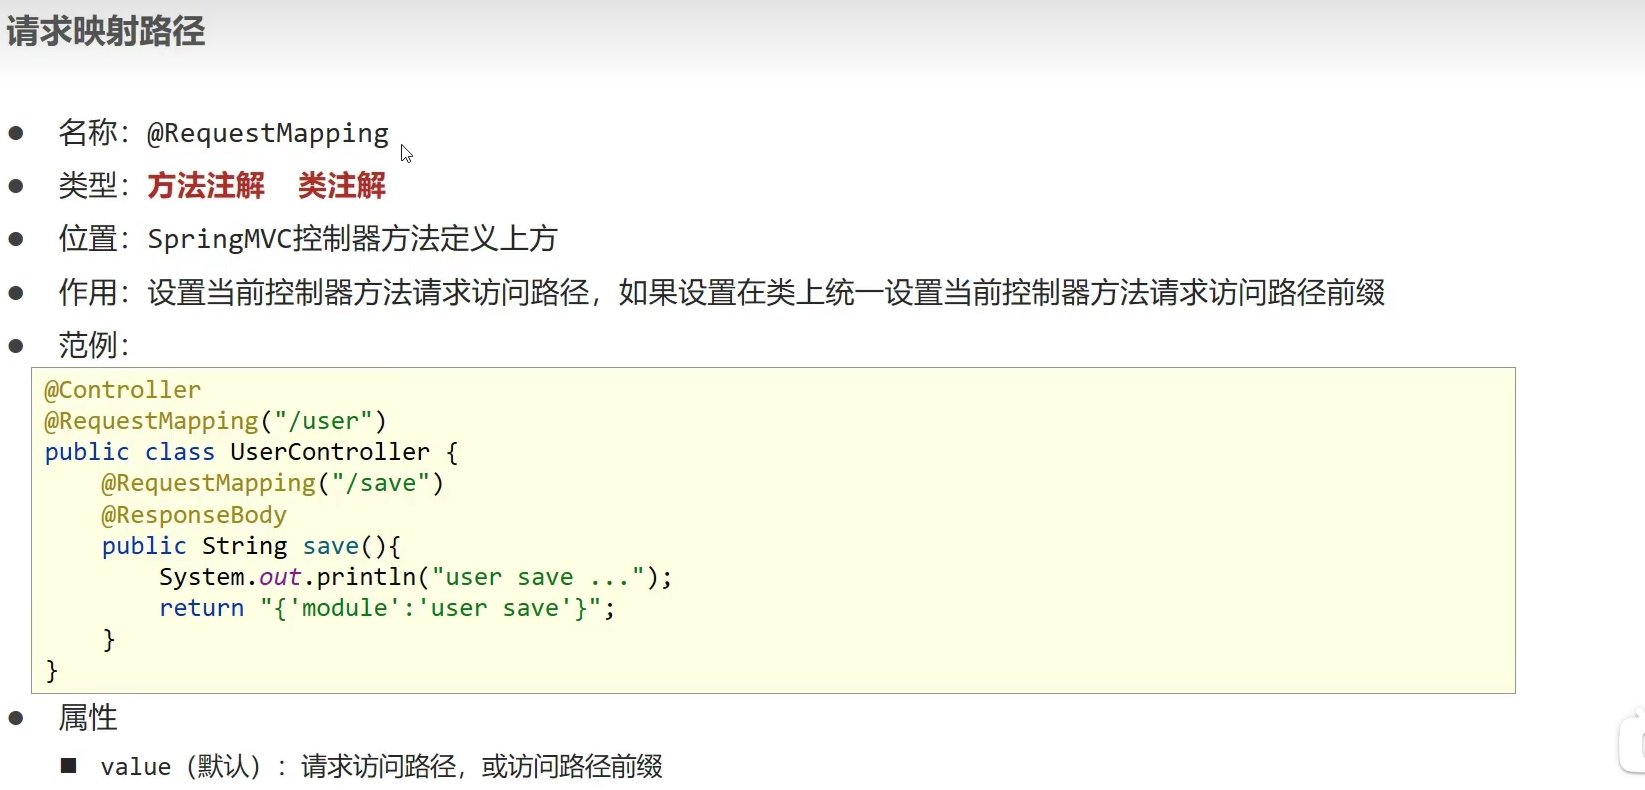 请求映射路径
名称：@RequestMapping
类型：方法注解 类注解
位置：SpringMVC控制器方法定义上方
作用：设置当前控制器方法请求访问路径，如果设置在类上统一设置当前控制器方法请求访问路径前缀
范例：
@Controller
@RequestMapping("/user")
public class UserController {
    @RequestMapping("/save")
    @ResponseBody
    public String save(){
        System.out.println("user save ...");
        return "{'module':'user save'}";
    }
}
属性
value（默认）：请求访问路径，或访问路径前缀